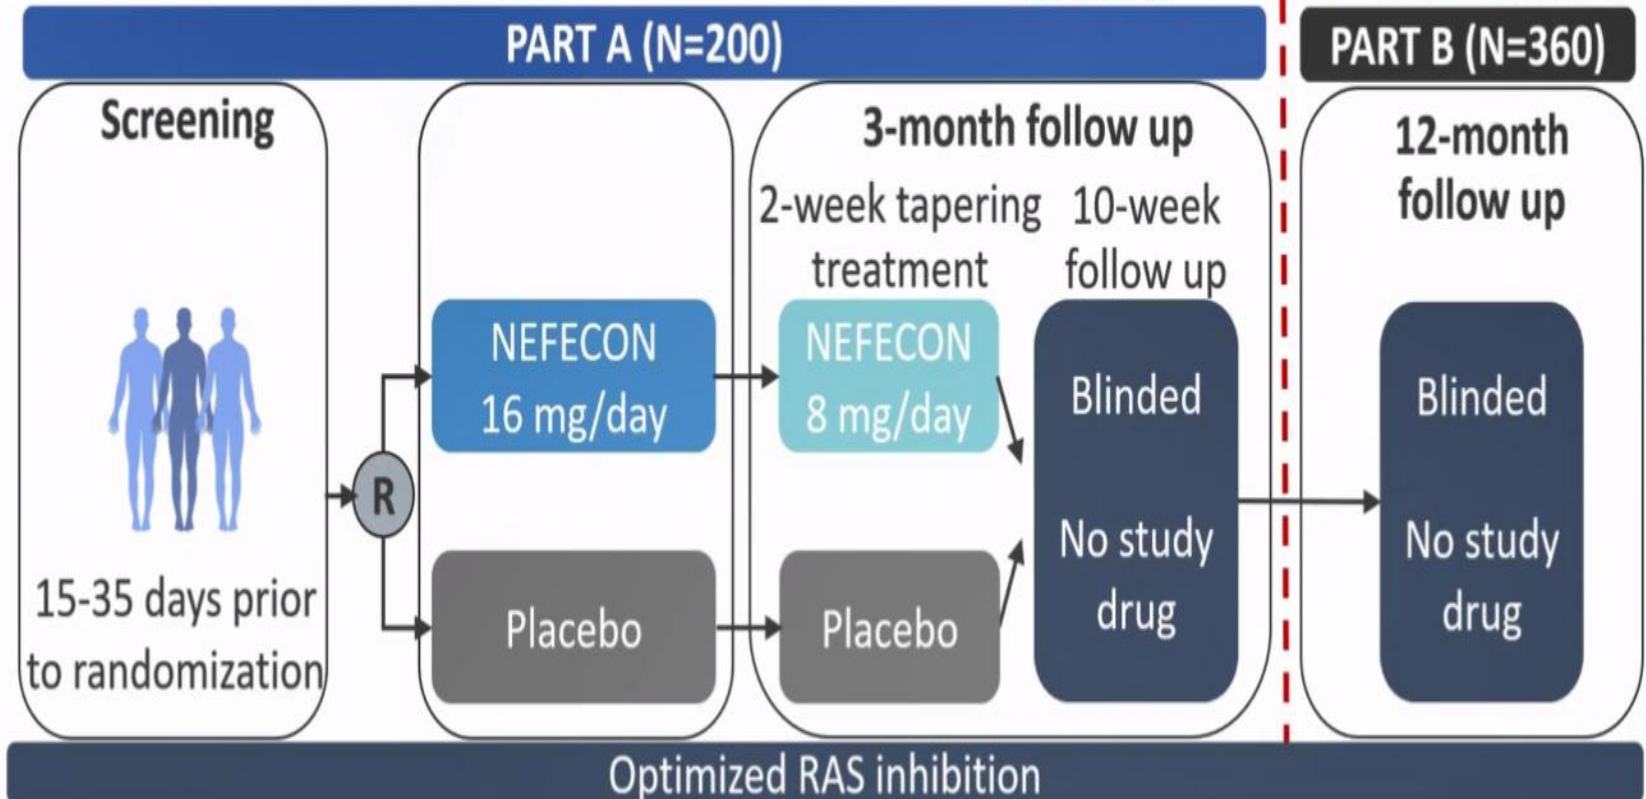 PART A (N=200)
PART B (N=360)
Screening
15-35 days prior
to randomization
R
NEFECON
16 mg/day
Placebo
3-month follow up
2-week tapering
treatment
NEFECON
8 mg/day
Placebo
10-week
follow up
Blinded
No study
drug
12-month
follow up
Blinded
No study
drug
Optimized RAS inhibition